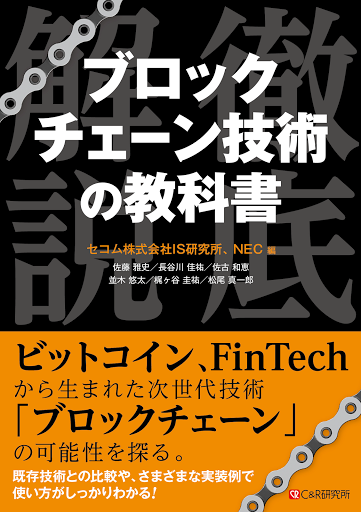 徹底
解説
ブロック
チェーン技術
の教科書
セコム株式会社IS研究所、NEC 編
佐藤 雅史／長谷川 佳祐／佐古 和恵
並木 悠太／梶ヶ谷 圭祐／松尾 真一郎
ビットコイン、FinTech
から生まれた次世代技術
「ブロックチェーン」
の可能性を探る。
既存技術との比較や、さまざまな実装例で
使い方がしっかりわかる!
C&R研究所